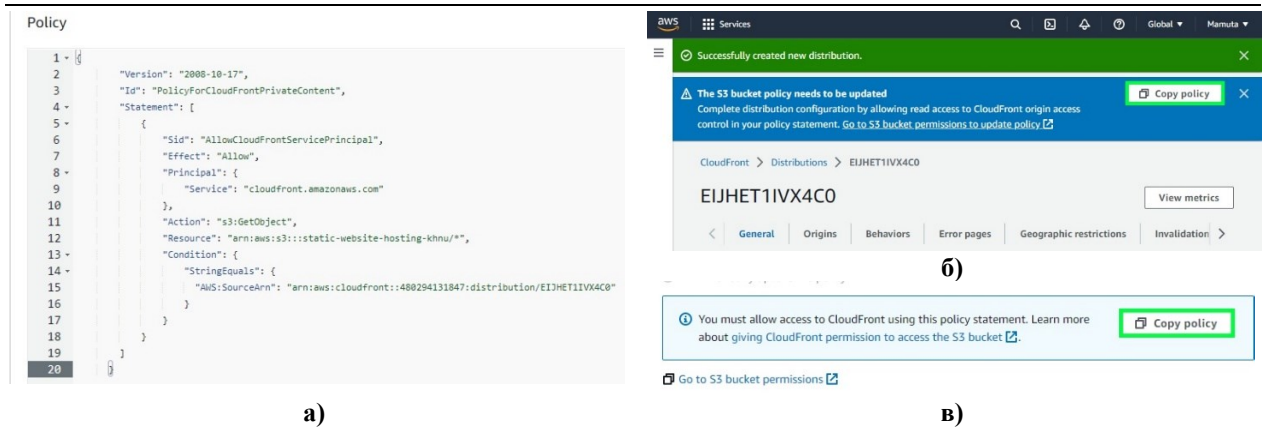 Policy
1 {
2 "Version": "2008-10-17",
3 "Id": "PolicyForCloudFrontPrivateContent",
4 "Statement": [
5 {
6 "Sid": "AllowCloudFrontServicePrincipal",
7 "Effect": "Allow",
8 "Principal": {
9 "Service": "cloudfront.amazonaws.com"
10 },
11 "Action": "s3:GetObject",
12 "Resource": "arn:aws:s3:::static-website-hosting-khnu/*",
13 "Condition": {
14 "StringEquals": {
15 "AWS:SourceArn": "arn:aws:cloudfront::480294131847:distribution/EIJHET1IVX4C0"
16 }
17 }
18 }
19 ]
20 }
а)
aws Services Global Mamuta
Successfully created new distribution.
The S3 bucket policy needs to be updated
Copy policy
Complete distribution configuration by allowing read access to CloudFront origin access
control in your policy statement. Go to S3 bucket permissions to update policy
CloudFront > Distributions > EIJHET1IVX4C0
EIJHET1IVX4C0
View metrics
General Origins Behaviors Error pages Geographic restrictions Invalidation
б)
You must allow access to CloudFront using this policy statement. Learn more
about giving CloudFront permission to access the S3 bucket.
Copy policy
Go to S3 bucket permissions
в)